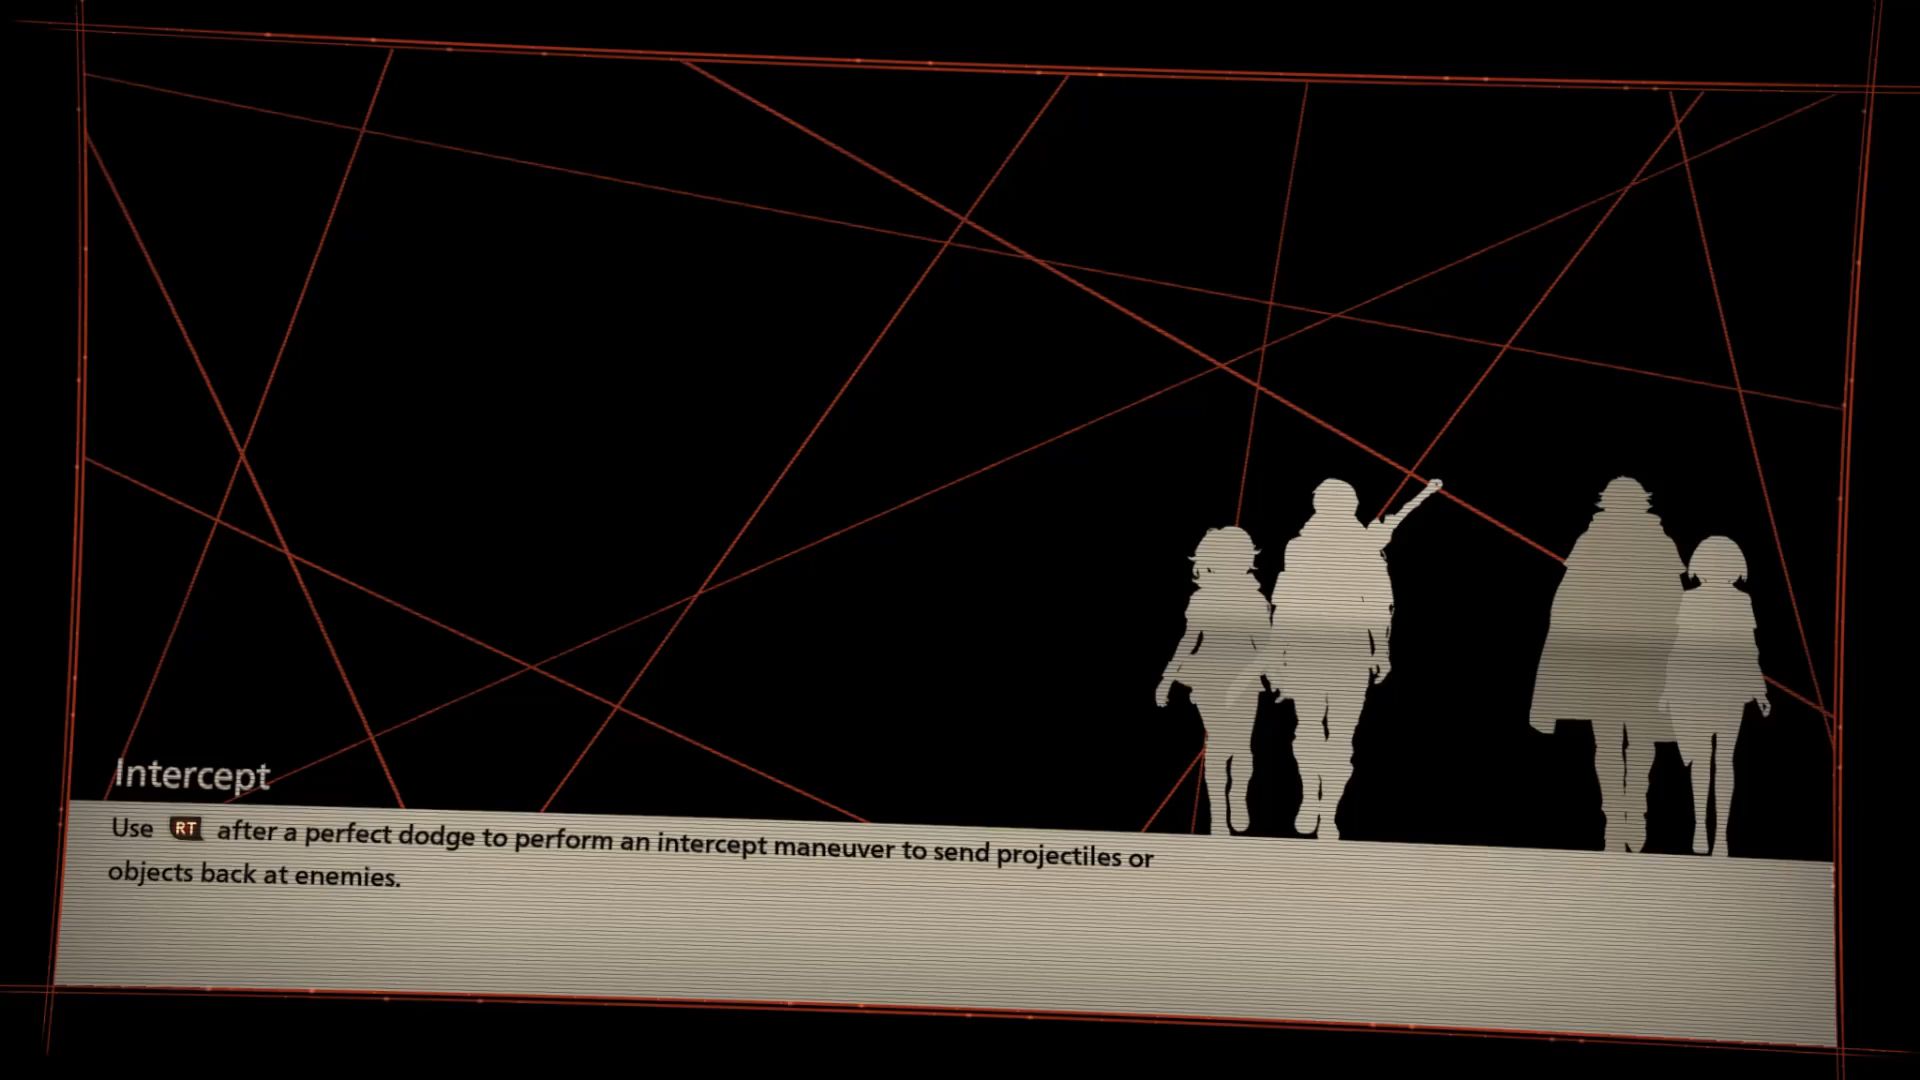 Intercept
Use RT after a perfect dodge to perform an intercept maneuver to send projectiles or
objects back at enemies.